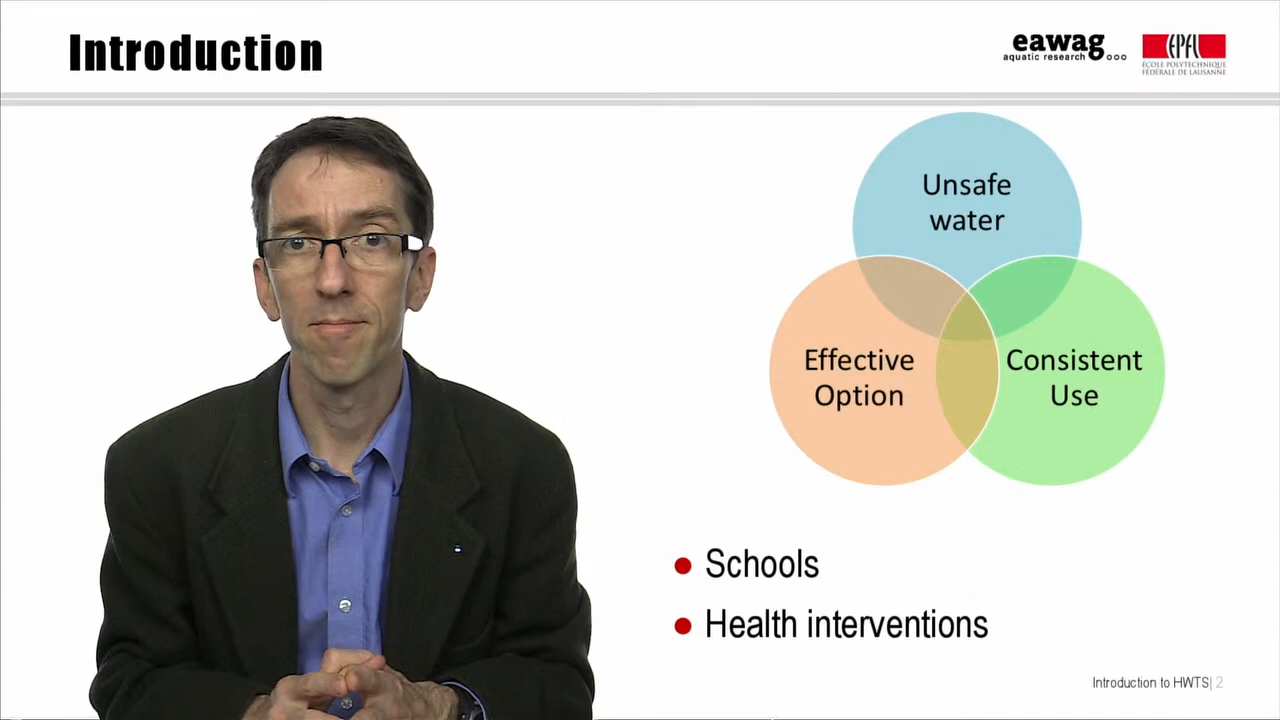 Introduction
eawag
aquatic research
EPFL
ÉCOLE POLYTECHNIQUE
FÉDÉRALE DE LAUSANNE
Unsafe
water
Effective
Option
Consistent
Use
Schools
Health interventions
Introduction to HWTS| 2